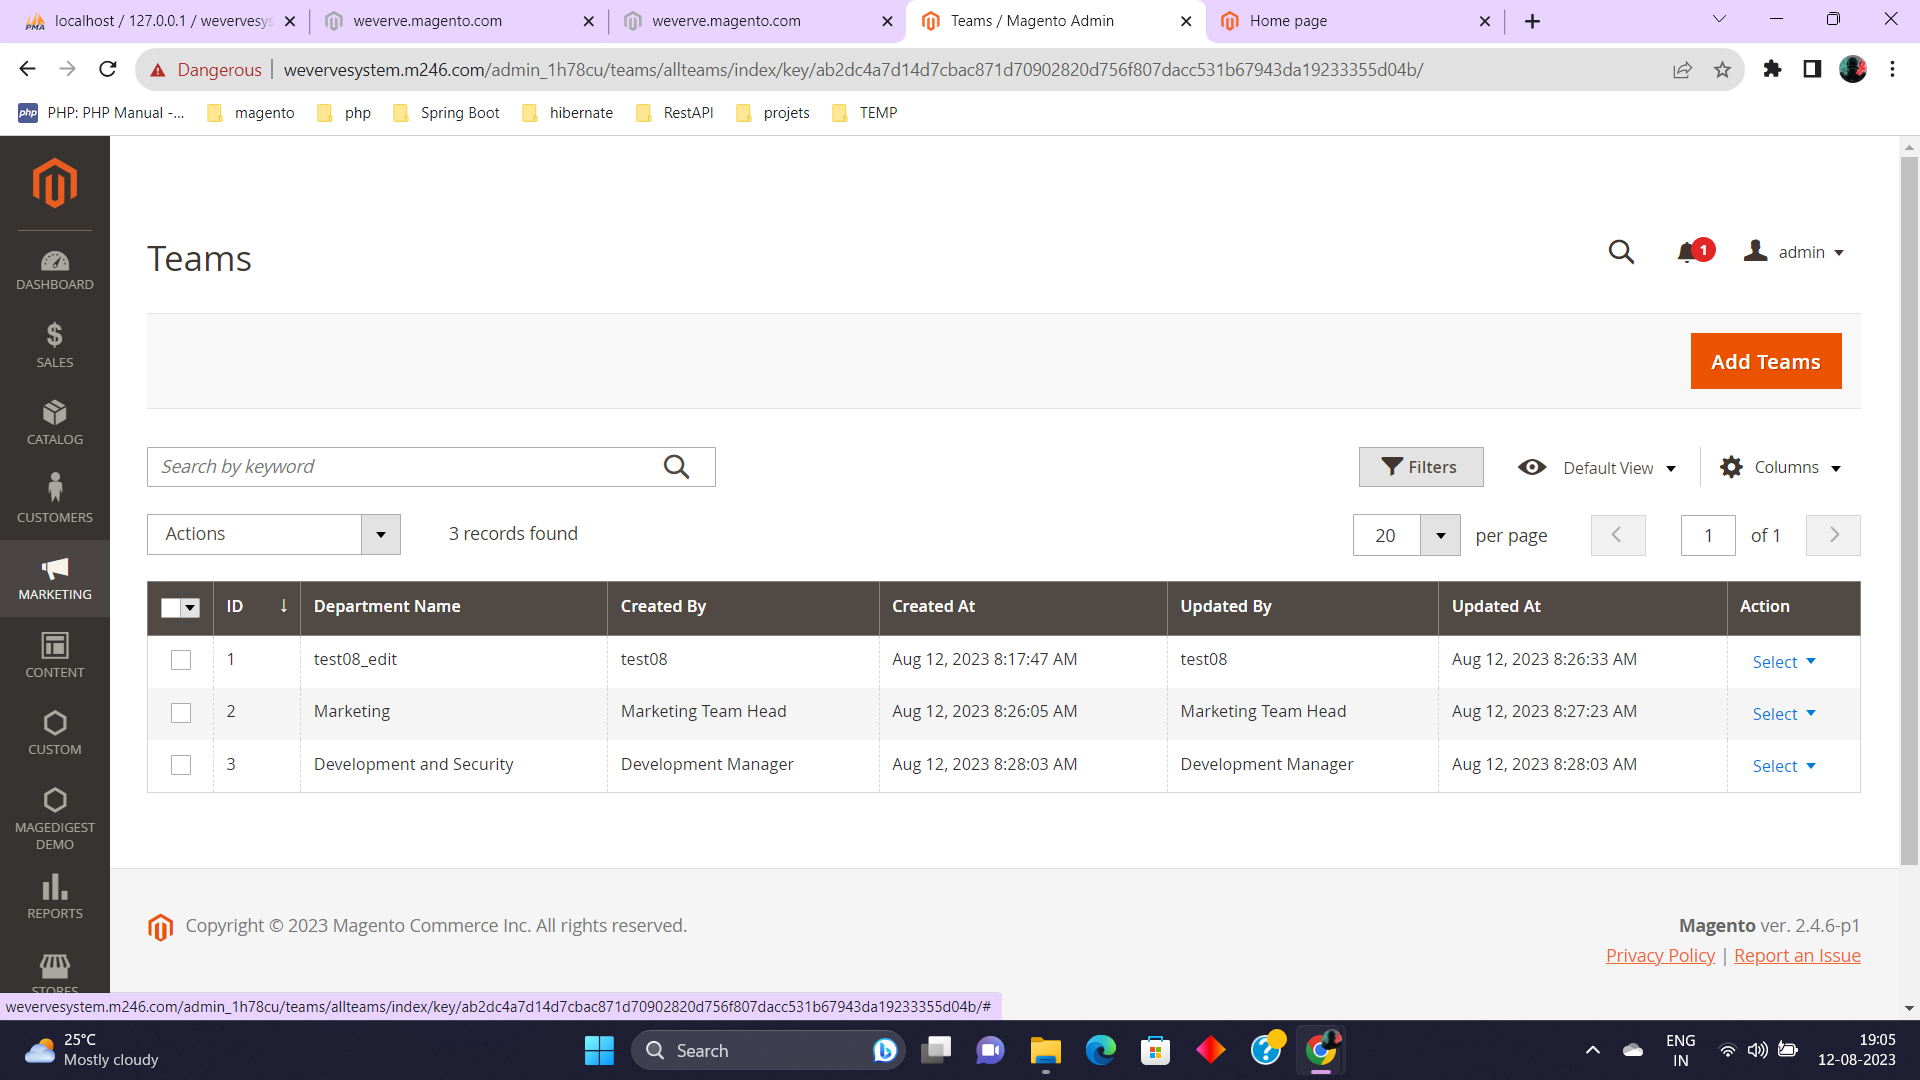 localhost / 127.0.0.1 / wevervesys
weverve.magento.com
weverve.magento.com
Teams / Magento Admin
Home page
Dangerous
wevervesystem.m246.com/admin_1h78cu/teams/allteams/index/key/ab2dc4a7d14d7cbac871d70902820d756f807dacc531b67943da19233355d04b/
php PHP: PHP Manual -...
magento
php
Spring Boot
hibernate
RestAPI
projets
TEMP
DASHBOARD
SALES
CATALOG
CUSTOMERS
MARKETING
CONTENT
CUSTOM
MAGEDIGEST
DEMO
REPORTS
STORES
Teams
1
admin
Add Teams
Search by keyword
Filters
Default View
Columns
Actions
3 records found
20
per page
1
of 1
ID ↓ Department Name Created By Created At Updated By Updated At Action
1 test08_edit test08 Aug 12, 2023 8:17:47 AM test08 Aug 12, 2023 8:26:33 AM Select
2 Marketing Marketing Team Head Aug 12, 2023 8:26:05 AM Marketing Team Head Aug 12, 2023 8:27:23 AM Select
3 Development and Security Development Manager Aug 12, 2023 8:28:03 AM Development Manager Aug 12, 2023 8:28:03 AM Select
Copyright © 2023 Magento Commerce Inc. All rights reserved.
Magento ver. 2.4.6-p1
Privacy Policy | Report an Issue
wevervesystem.m246.com/admin_1h78cu/teams/allteams/index/key/ab2dc4a7d14d7cbac871d70902820d756f807dacc531b67943da19233355d04b/#
25°C
Mostly cloudy
Search
ENG
IN
19:05
12-08-2023